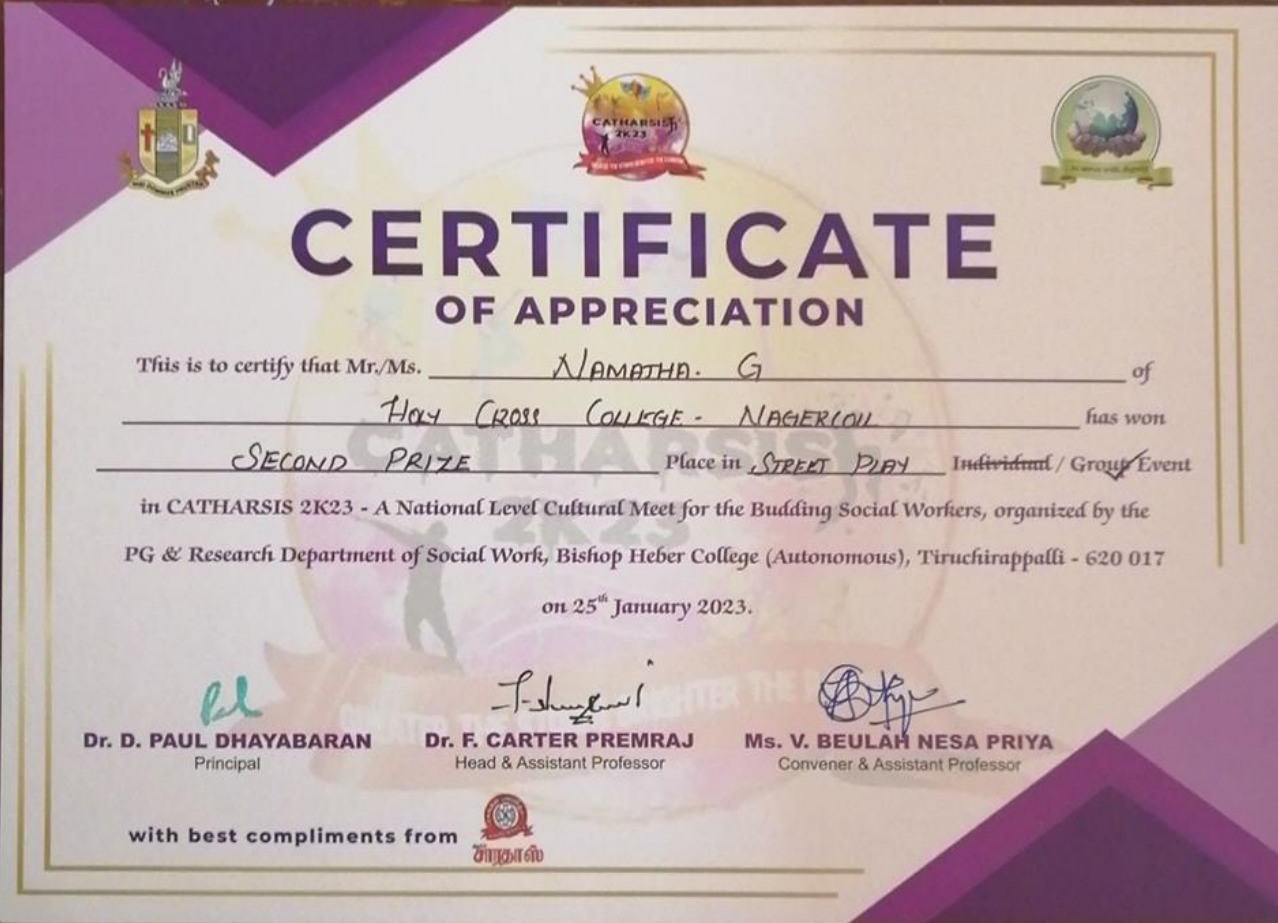 CATHARSIS
2K23
CERTIFICATE
OF APPRECIATION
This is to certify that Mr./Ms. NAMATHA. G of
HOLY CROSS COLLEGE - NAGERCOIL has won
SECOND PRIZE Place in STREET PLAY Individual / Group Event
in CATHARSIS 2K23 - A National Level Cultural Meet for the Budding Social Workers, organized by the
PG & Research Department of Social Work, Bishop Heber College (Autonomous), Tiruchirappalli - 620 017
on 25th January 2023.
Dr. D. PAUL DHAYABARAN
Principal
Dr. F. CARTER PREMRAJ
Head & Assistant Professor
Ms. V. BEULAH NESA PRIYA
Convener & Assistant Professor
with best compliments from
சாரதாஸ்